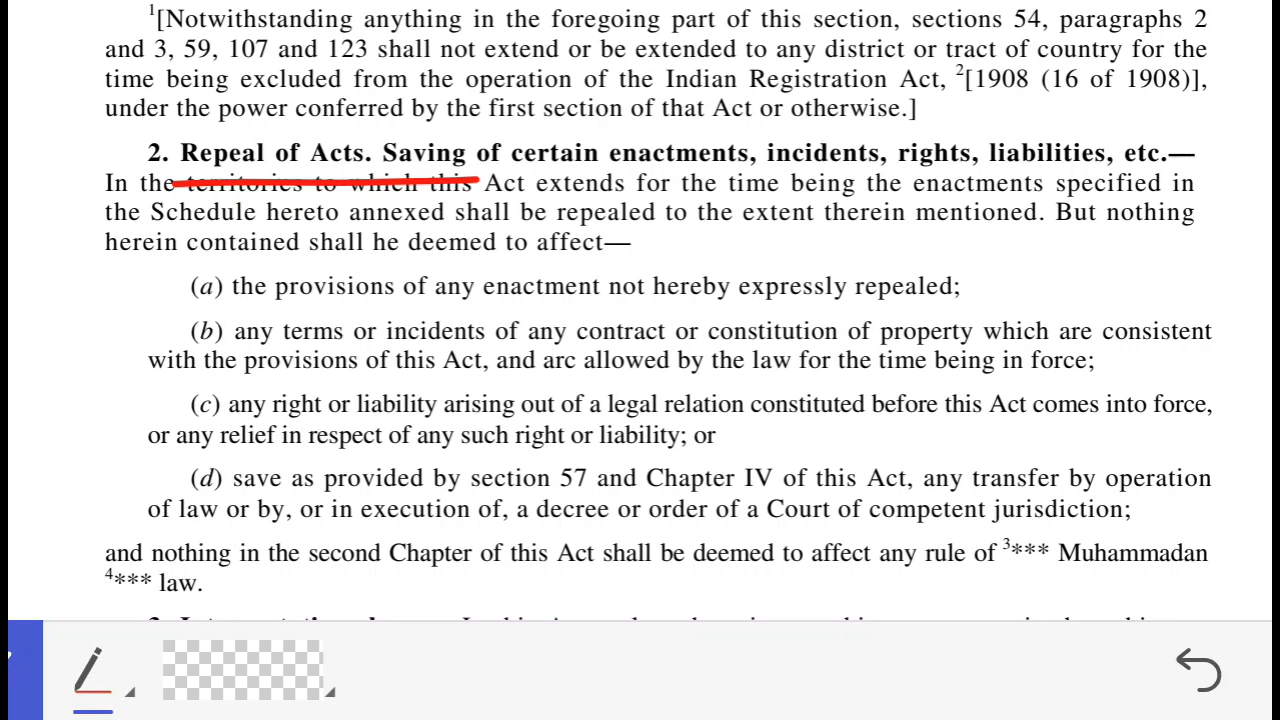 1[Notwithstanding anything in the foregoing part of this section, sections 54, paragraphs 2
and 3, 59, 107 and 123 shall not extend or be extended to any district or tract of country for the
time being excluded from the operation of the Indian Registration Act, 2[1908 (16 of 1908)],
under the power conferred by the first section of that Act or otherwise.]
2. Repeal of Acts. Saving of certain enactments, incidents, rights, liabilities, etc.—
In the territories to which this Act extends for the time being the enactments specified in
the Schedule hereto annexed shall be repealed to the extent therein mentioned. But nothing
herein contained shall he deemed to affect—
(a) the provisions of any enactment not hereby expressly repealed;
(b) any terms or incidents of any contract or constitution of property which are consistent
with the provisions of this Act, and arc allowed by the law for the time being in force;
(c) any right or liability arising out of a legal relation constituted before this Act comes into force,
or any relief in respect of any such right or liability; or
(d) save as provided by section 57 and Chapter IV of this Act, any transfer by operation
of law or by, or in execution of, a decree or order of a Court of competent jurisdiction;
and nothing in the second Chapter of this Act shall be deemed to affect any rule of 3*** Muhammadan
4*** law.